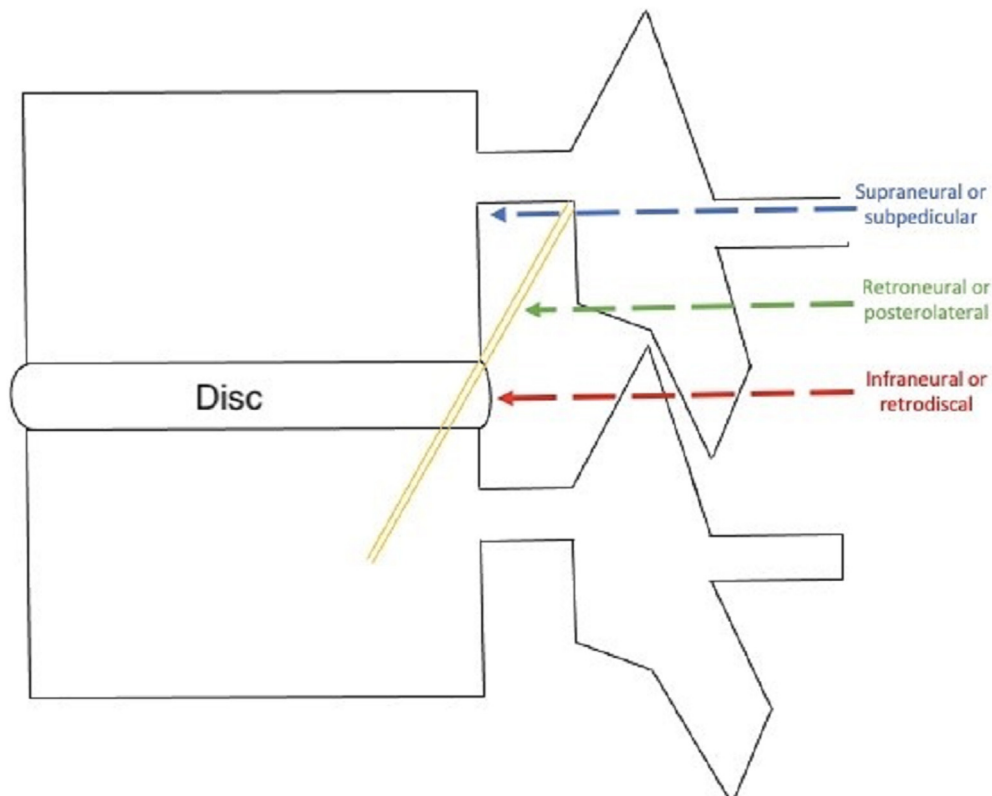 Supraneural or
subpedicular
Retroneural or
posterolateral
Disc
Infraneural or
retrodiscal